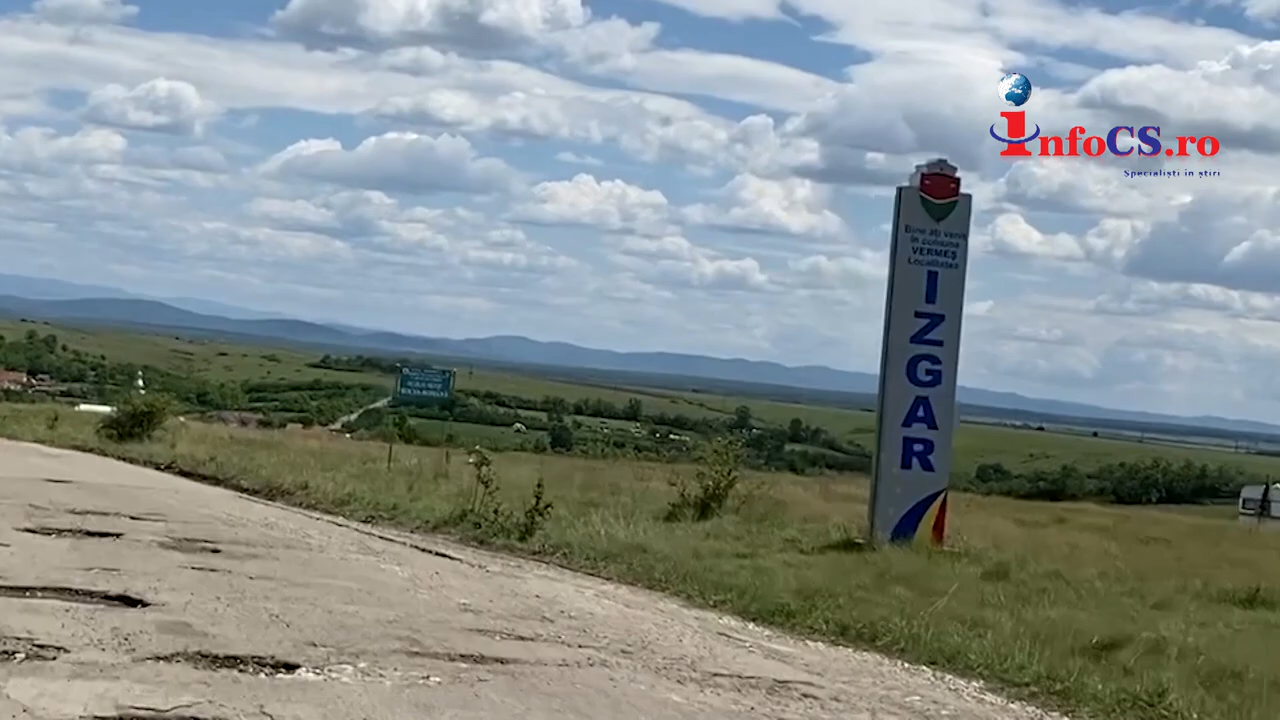 InfoCS.ro
Specialiști în știri
Bine ați venit
în comuna
VERMEȘ
Localitatea
IZGAR